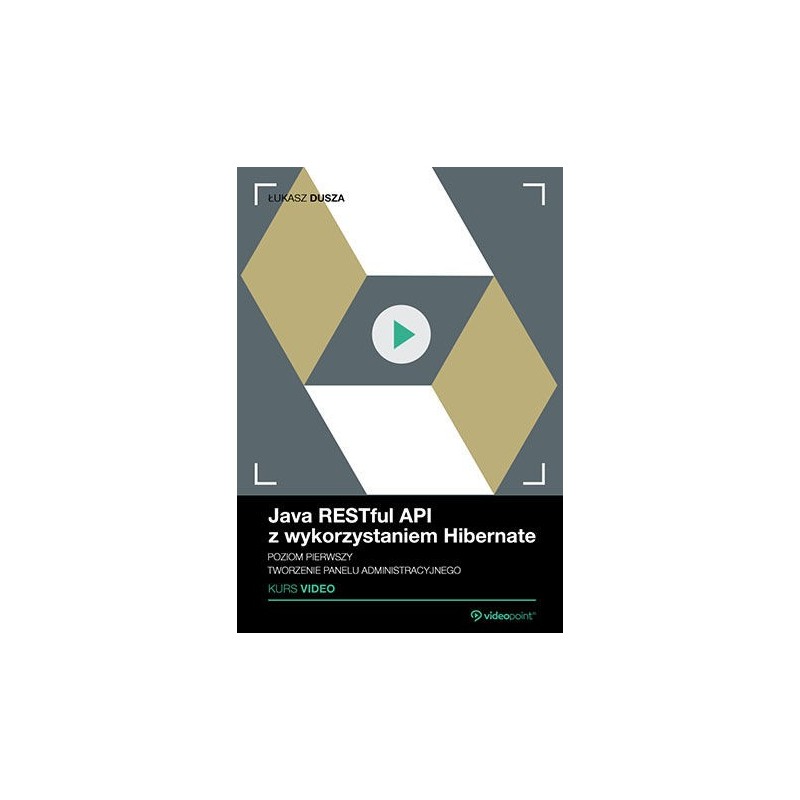 ŁUKASZ DUSZA
Java RESTful API
z wykorzystaniem Hibernate
POZIOM PIERWSZY
TWORZENIE PANELU ADMINISTRACYJNEGO
KURS VIDEO
videopoint